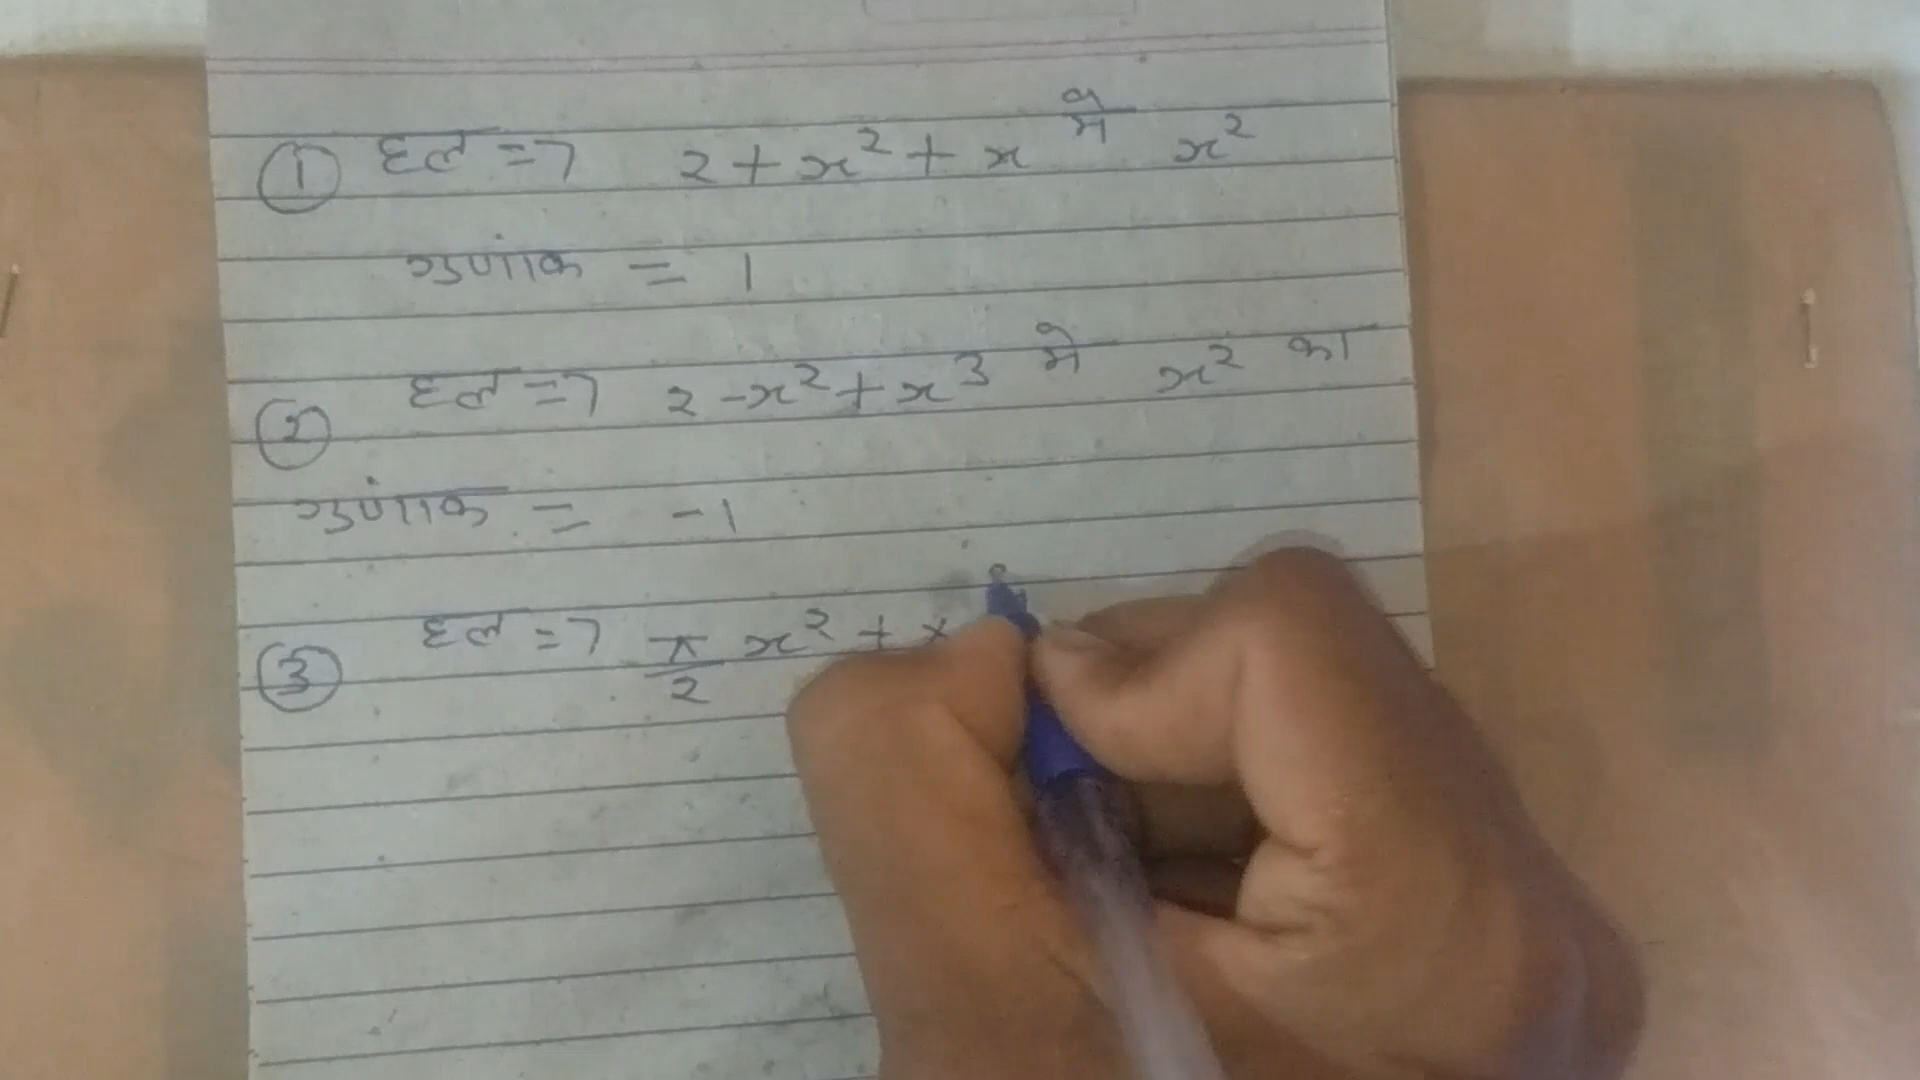 ① हल => 2 + x² + x में x²
गुणांक = 1
② हल => 2 - x² + x³ में x² का
गुणांक = -1
③ हल => π/2 x² + x